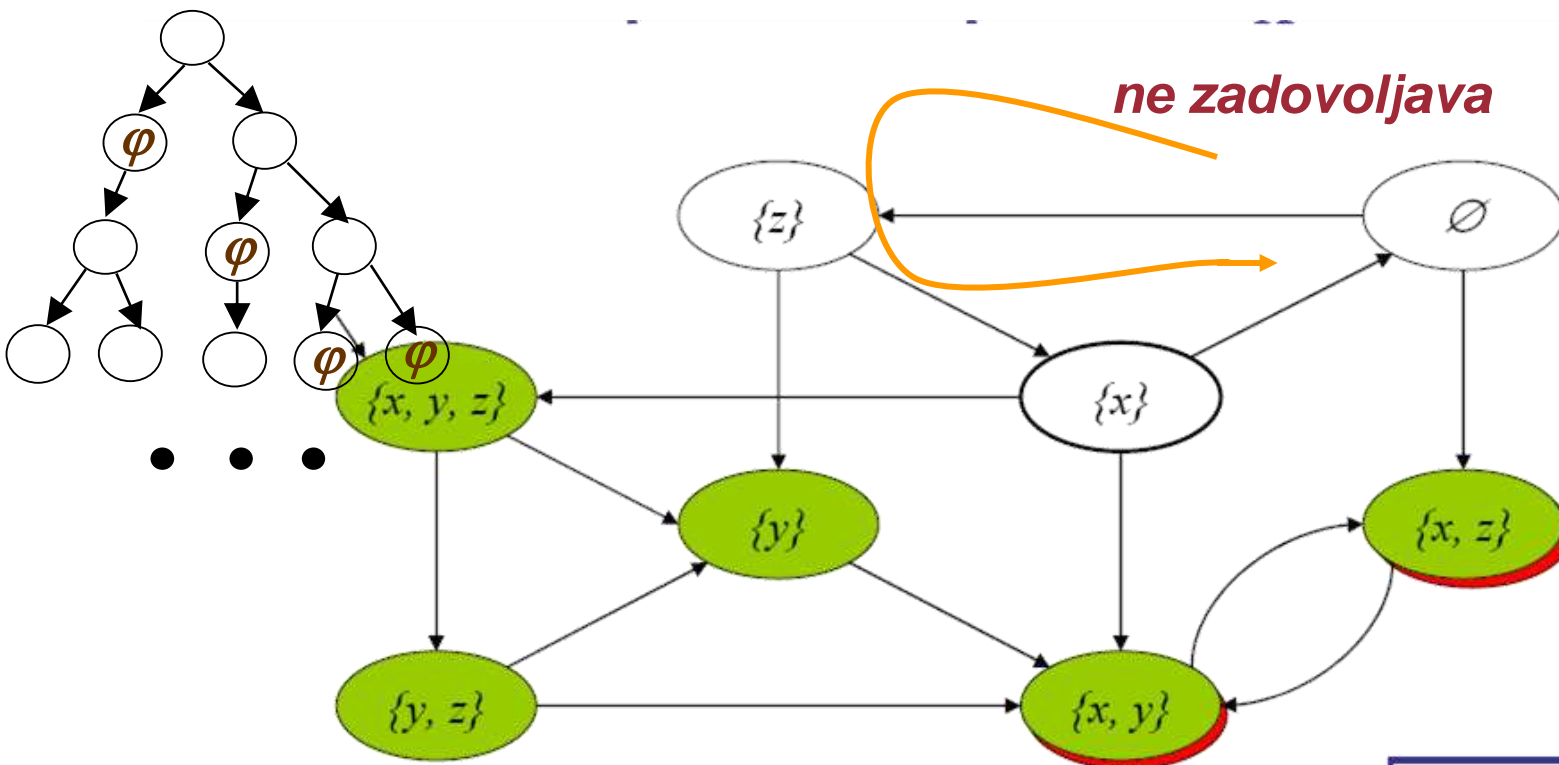 ne zadovoljava
φ
{z}
∅
φ
φ
φ
{x, y, z}
{x}
{y}
{x, z}
{y, z}
{x, y}